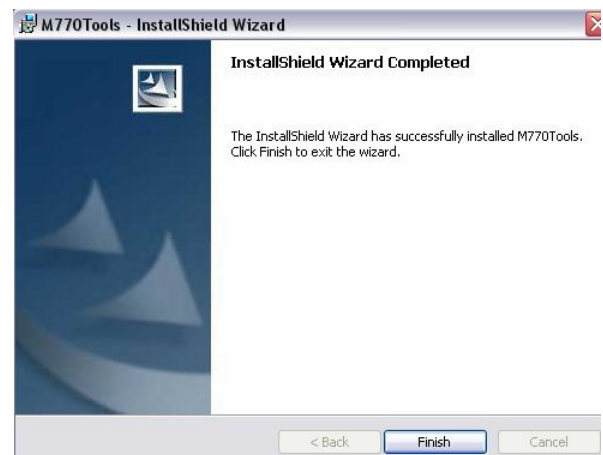 M770Tools - InstallShield Wizard
InstallShield Wizard Completed
The InstallShield Wizard has successfully installed M770Tools.
Click Finish to exit the wizard.
< Back
Finish
Cancel